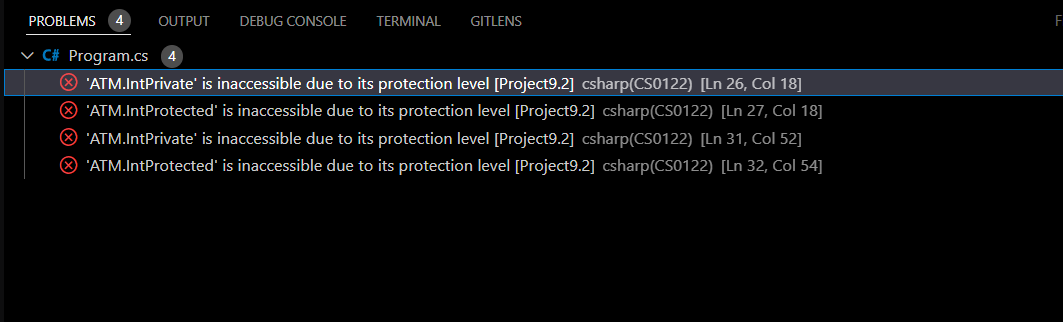 PROBLEMS 4 OUTPUT DEBUG CONSOLE TERMINAL GITLENS F
C# Program.cs 4
'ATM.IntPrivate' is inaccessible due to its protection level [Project9.2] csharp(CS0122) [Ln 26, Col 18]
'ATM.IntProtected' is inaccessible due to its protection level [Project9.2] csharp(CS0122) [Ln 27, Col 18]
'ATM.IntPrivate' is inaccessible due to its protection level [Project9.2] csharp(CS0122) [Ln 31, Col 52]
'ATM.IntProtected' is inaccessible due to its protection level [Project9.2] csharp(CS0122) [Ln 32, Col 54]